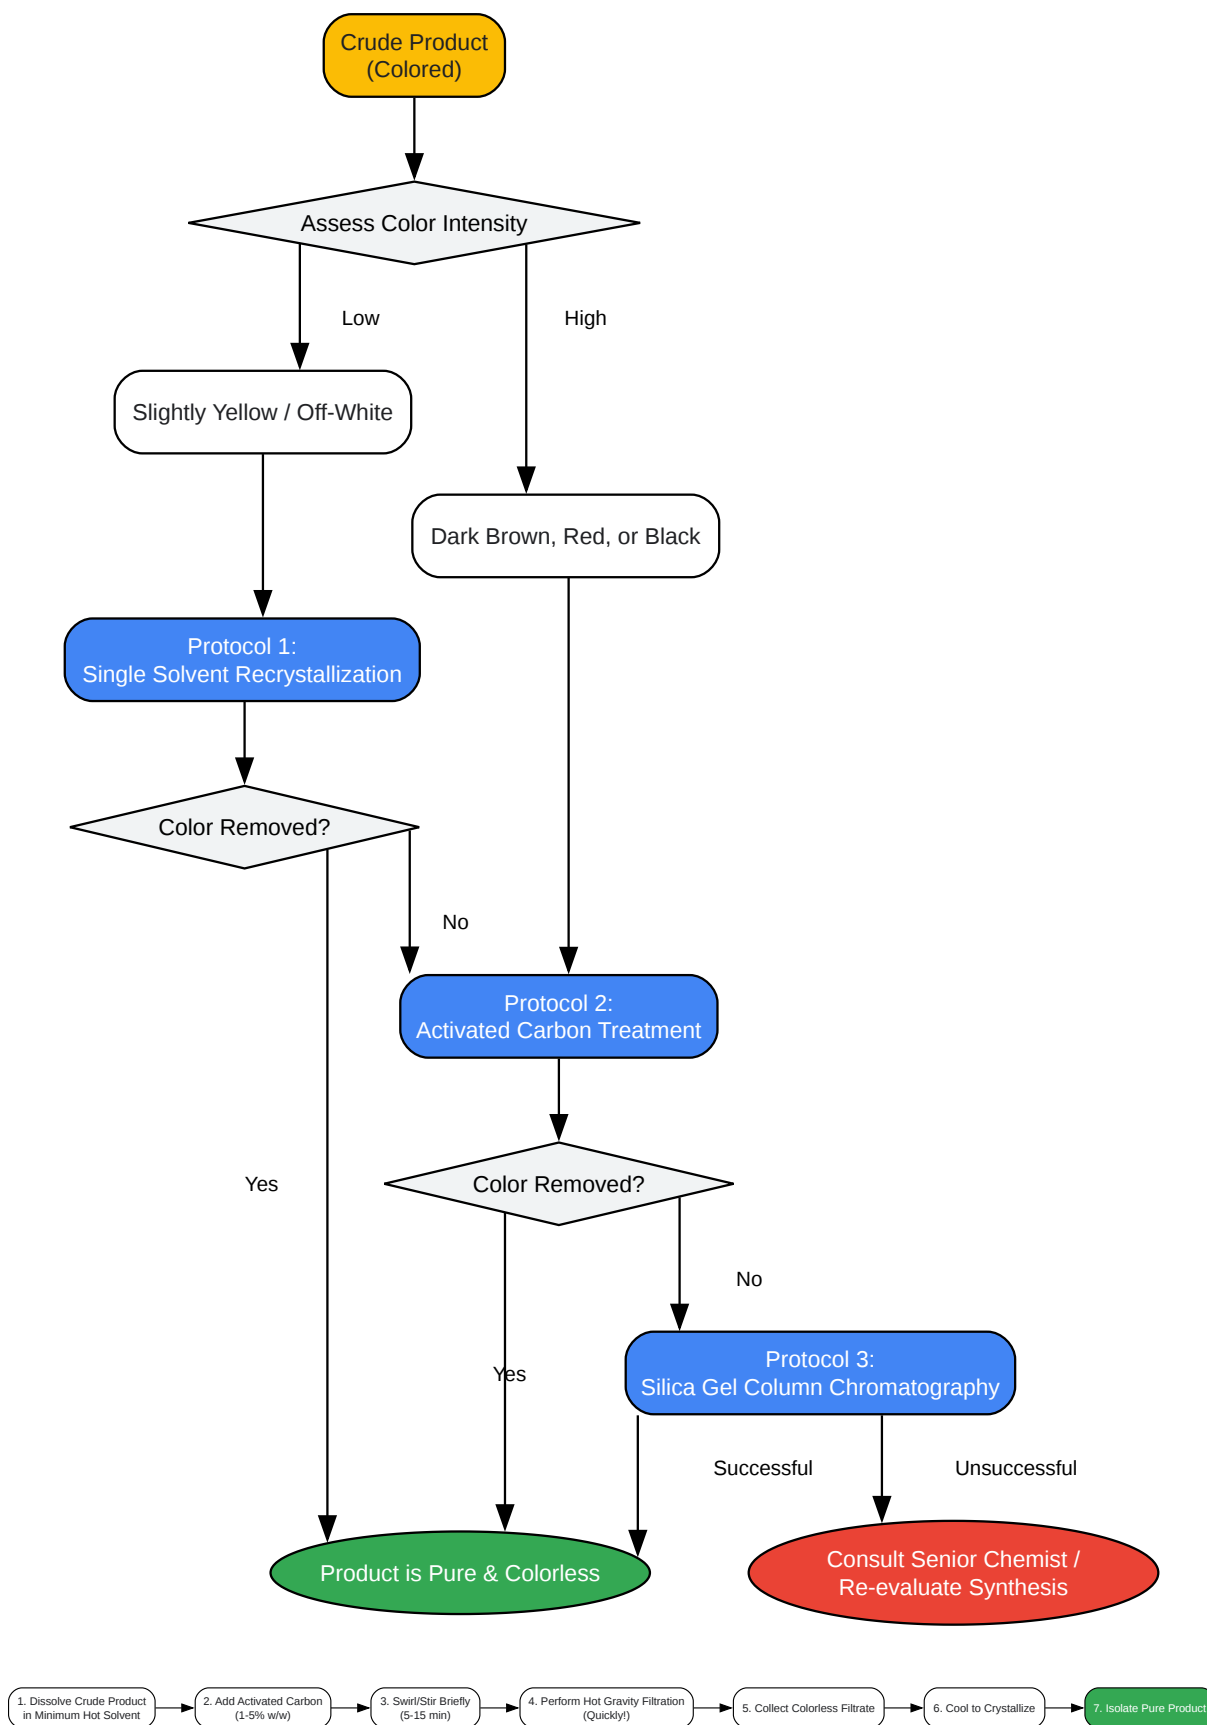 Crude Product
(Colored)
Assess Color Intensity
Low
High
Slightly Yellow / Off-White
Dark Brown, Red, or Black
Protocol 1:
Single Solvent Recrystallization
Color Removed?
No
Protocol 2:
Activated Carbon Treatment
Yes
Color Removed?
No
Yes
Protocol 3:
Silica Gel Column Chromatography
Successful
Unsuccessful
Product is Pure & Colorless
Consult Senior Chemist /
Re-evaluate Synthesis
1. Dissolve Crude Product
in Minimum Hot Solvent
2. Add Activated Carbon
(1-5% w/w)
3. Swirl/Stir Briefly
(5-15 min)
4. Perform Hot Gravity Filtration
(Quickly!)
5. Collect Colorless Filtrate
6. Cool to Crystallize
7. Isolate Pure Product